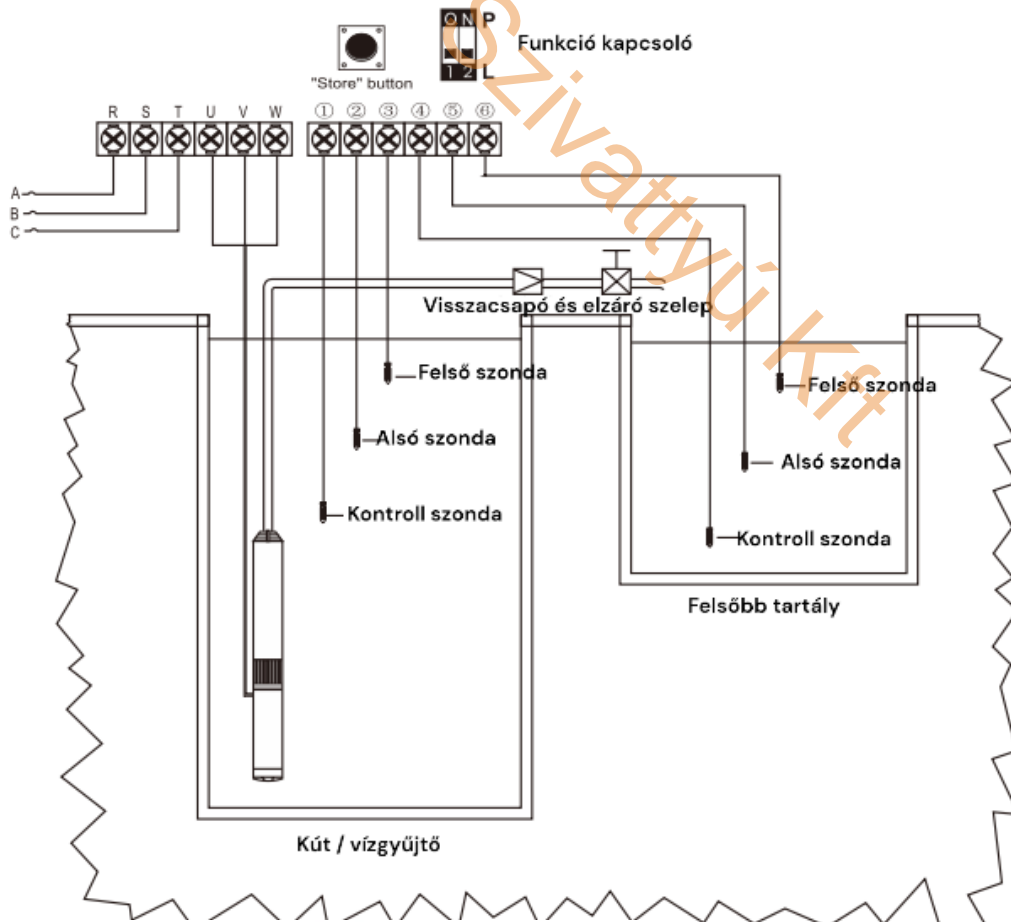 ON P
Funkció kapcsoló
1 2 L
"Store" button
R S T U V W ① ② ③ ④ ⑤ ⑥
A
B
C
Visszacsapó és elzáró szelep
Felső szonda
Felső szonda
Alsó szonda
Alsó szonda
Kontroll szonda
Kontroll szonda
Felsőbb tartály
Kút / vízgyűjtő
Szivattyú Kft